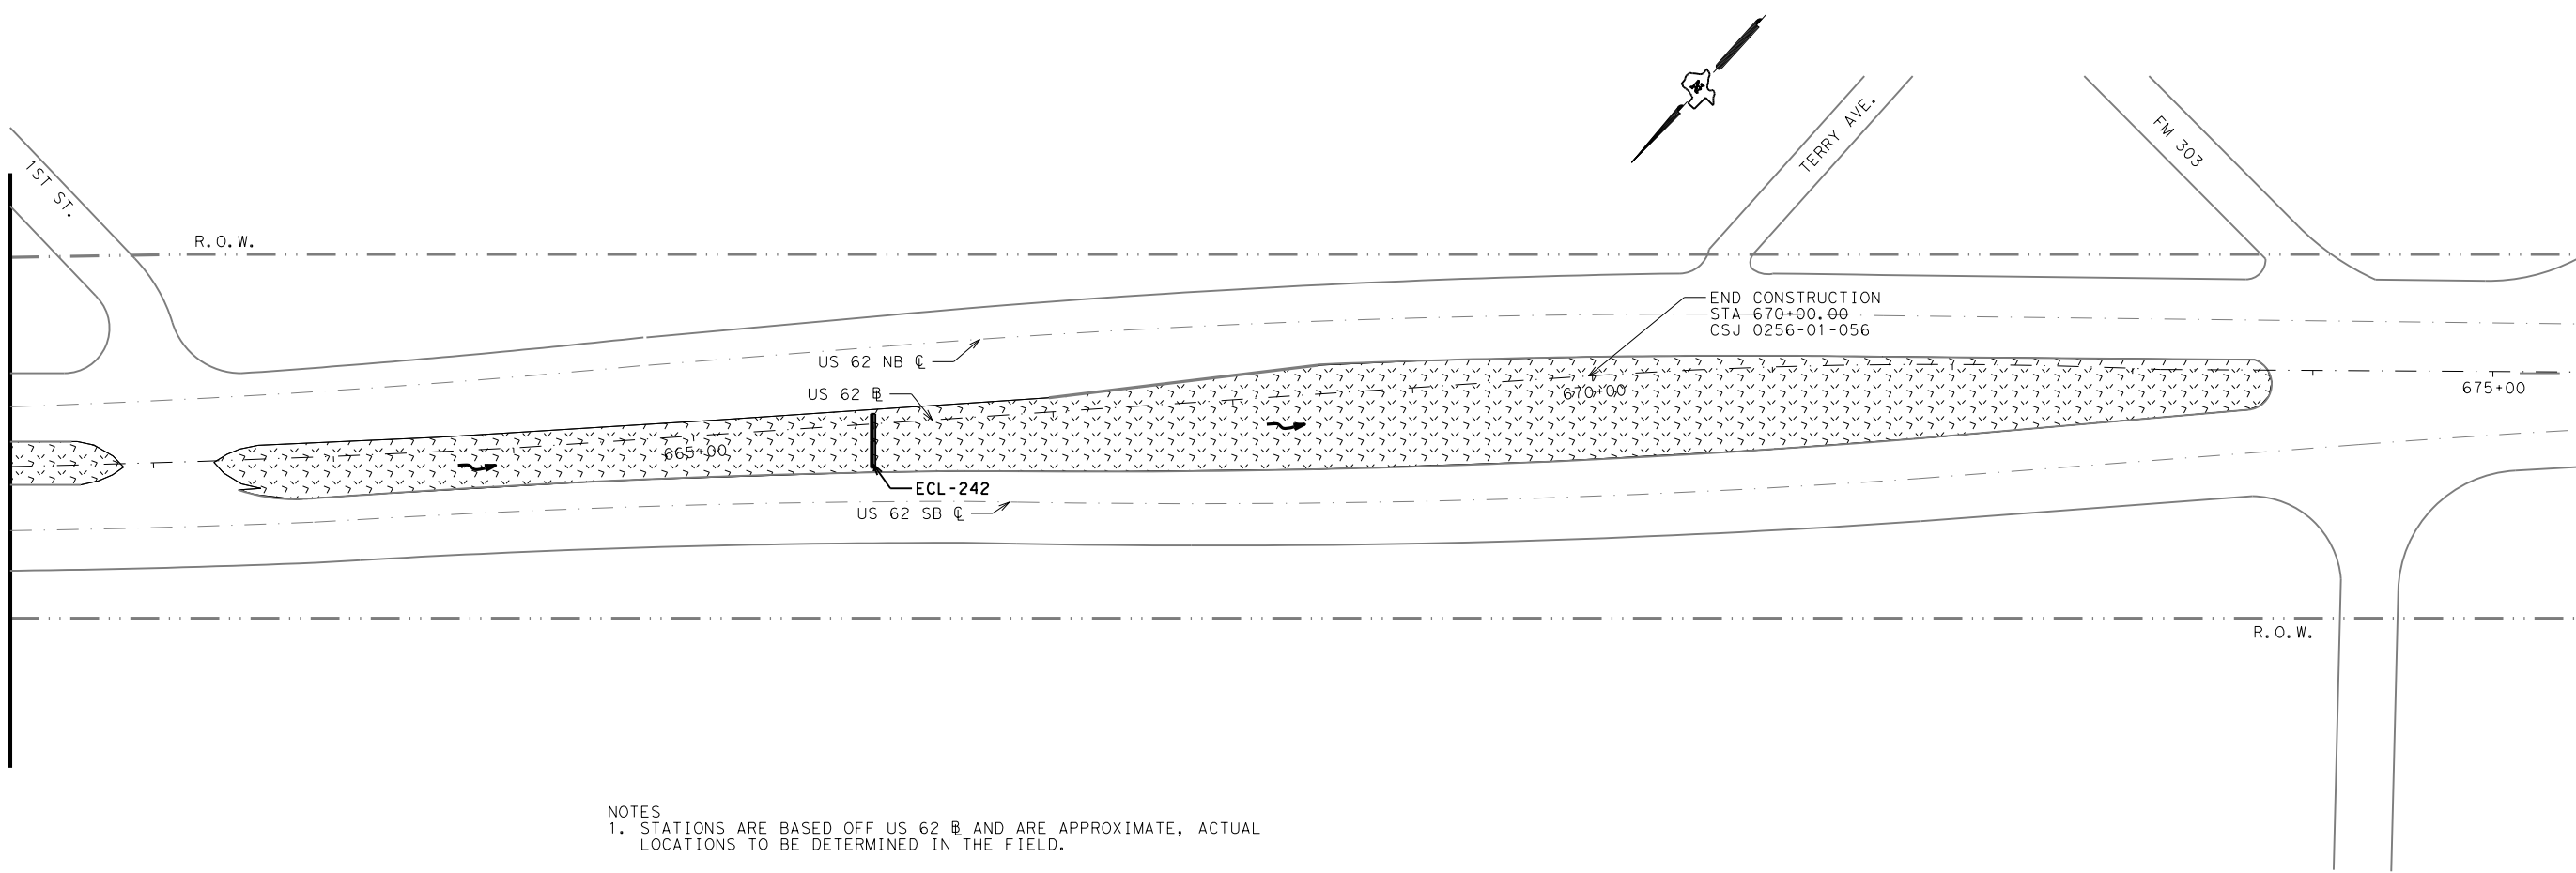 1ST ST.
TERRY AVE.
FM 303
R.O.W.
END CONSTRUCTION
STA 670+00.00
CSJ 0256-01-056
US 62 NB ℄
US 62 B̲L
670+00
675+00
665+00
ECL-242
US 62 SB ℄
R.O.W.
NOTES
1. STATIONS ARE BASED OFF US 62 B̲L AND ARE APPROXIMATE, ACTUAL
LOCATIONS TO BE DETERMINED IN THE FIELD.